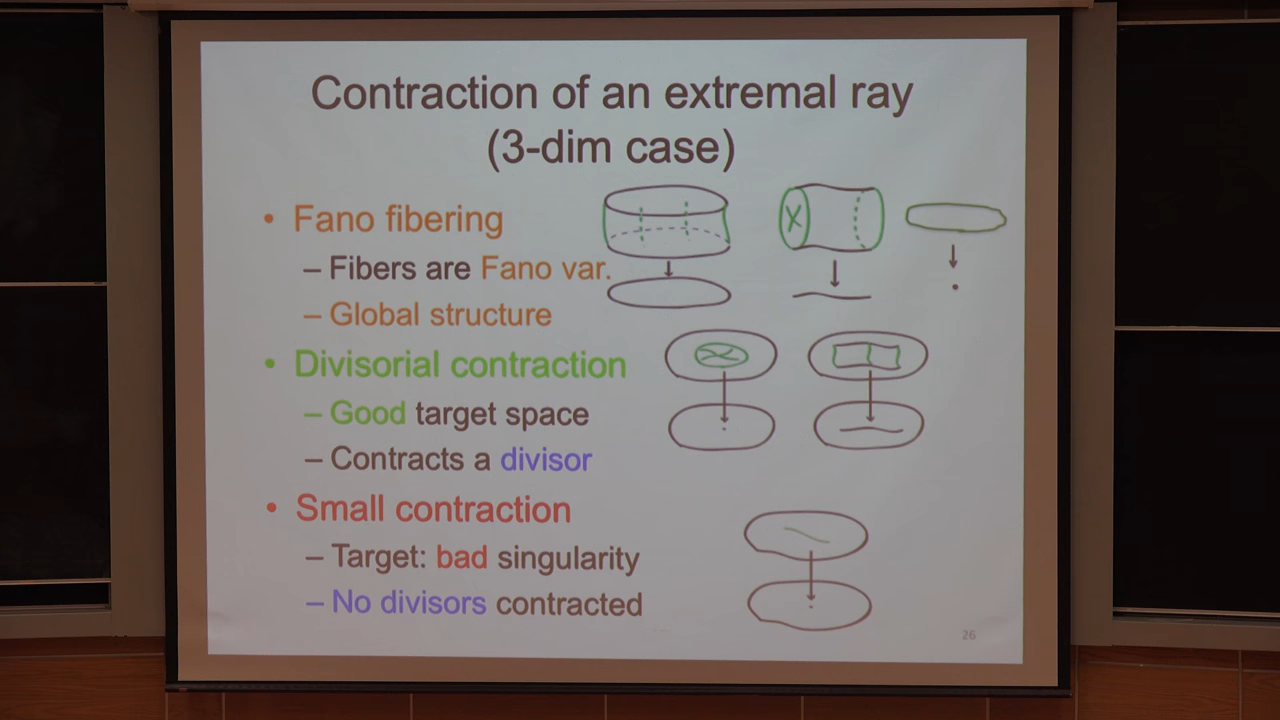 Contraction of an extremal ray
(3-dim case)
• Fano fibering
– Fibers are Fano var.
– Global structure
• Divisorial contraction
– Good target space
– Contracts a divisor
• Small contraction
– Target: bad singularity
– No divisors contracted
26